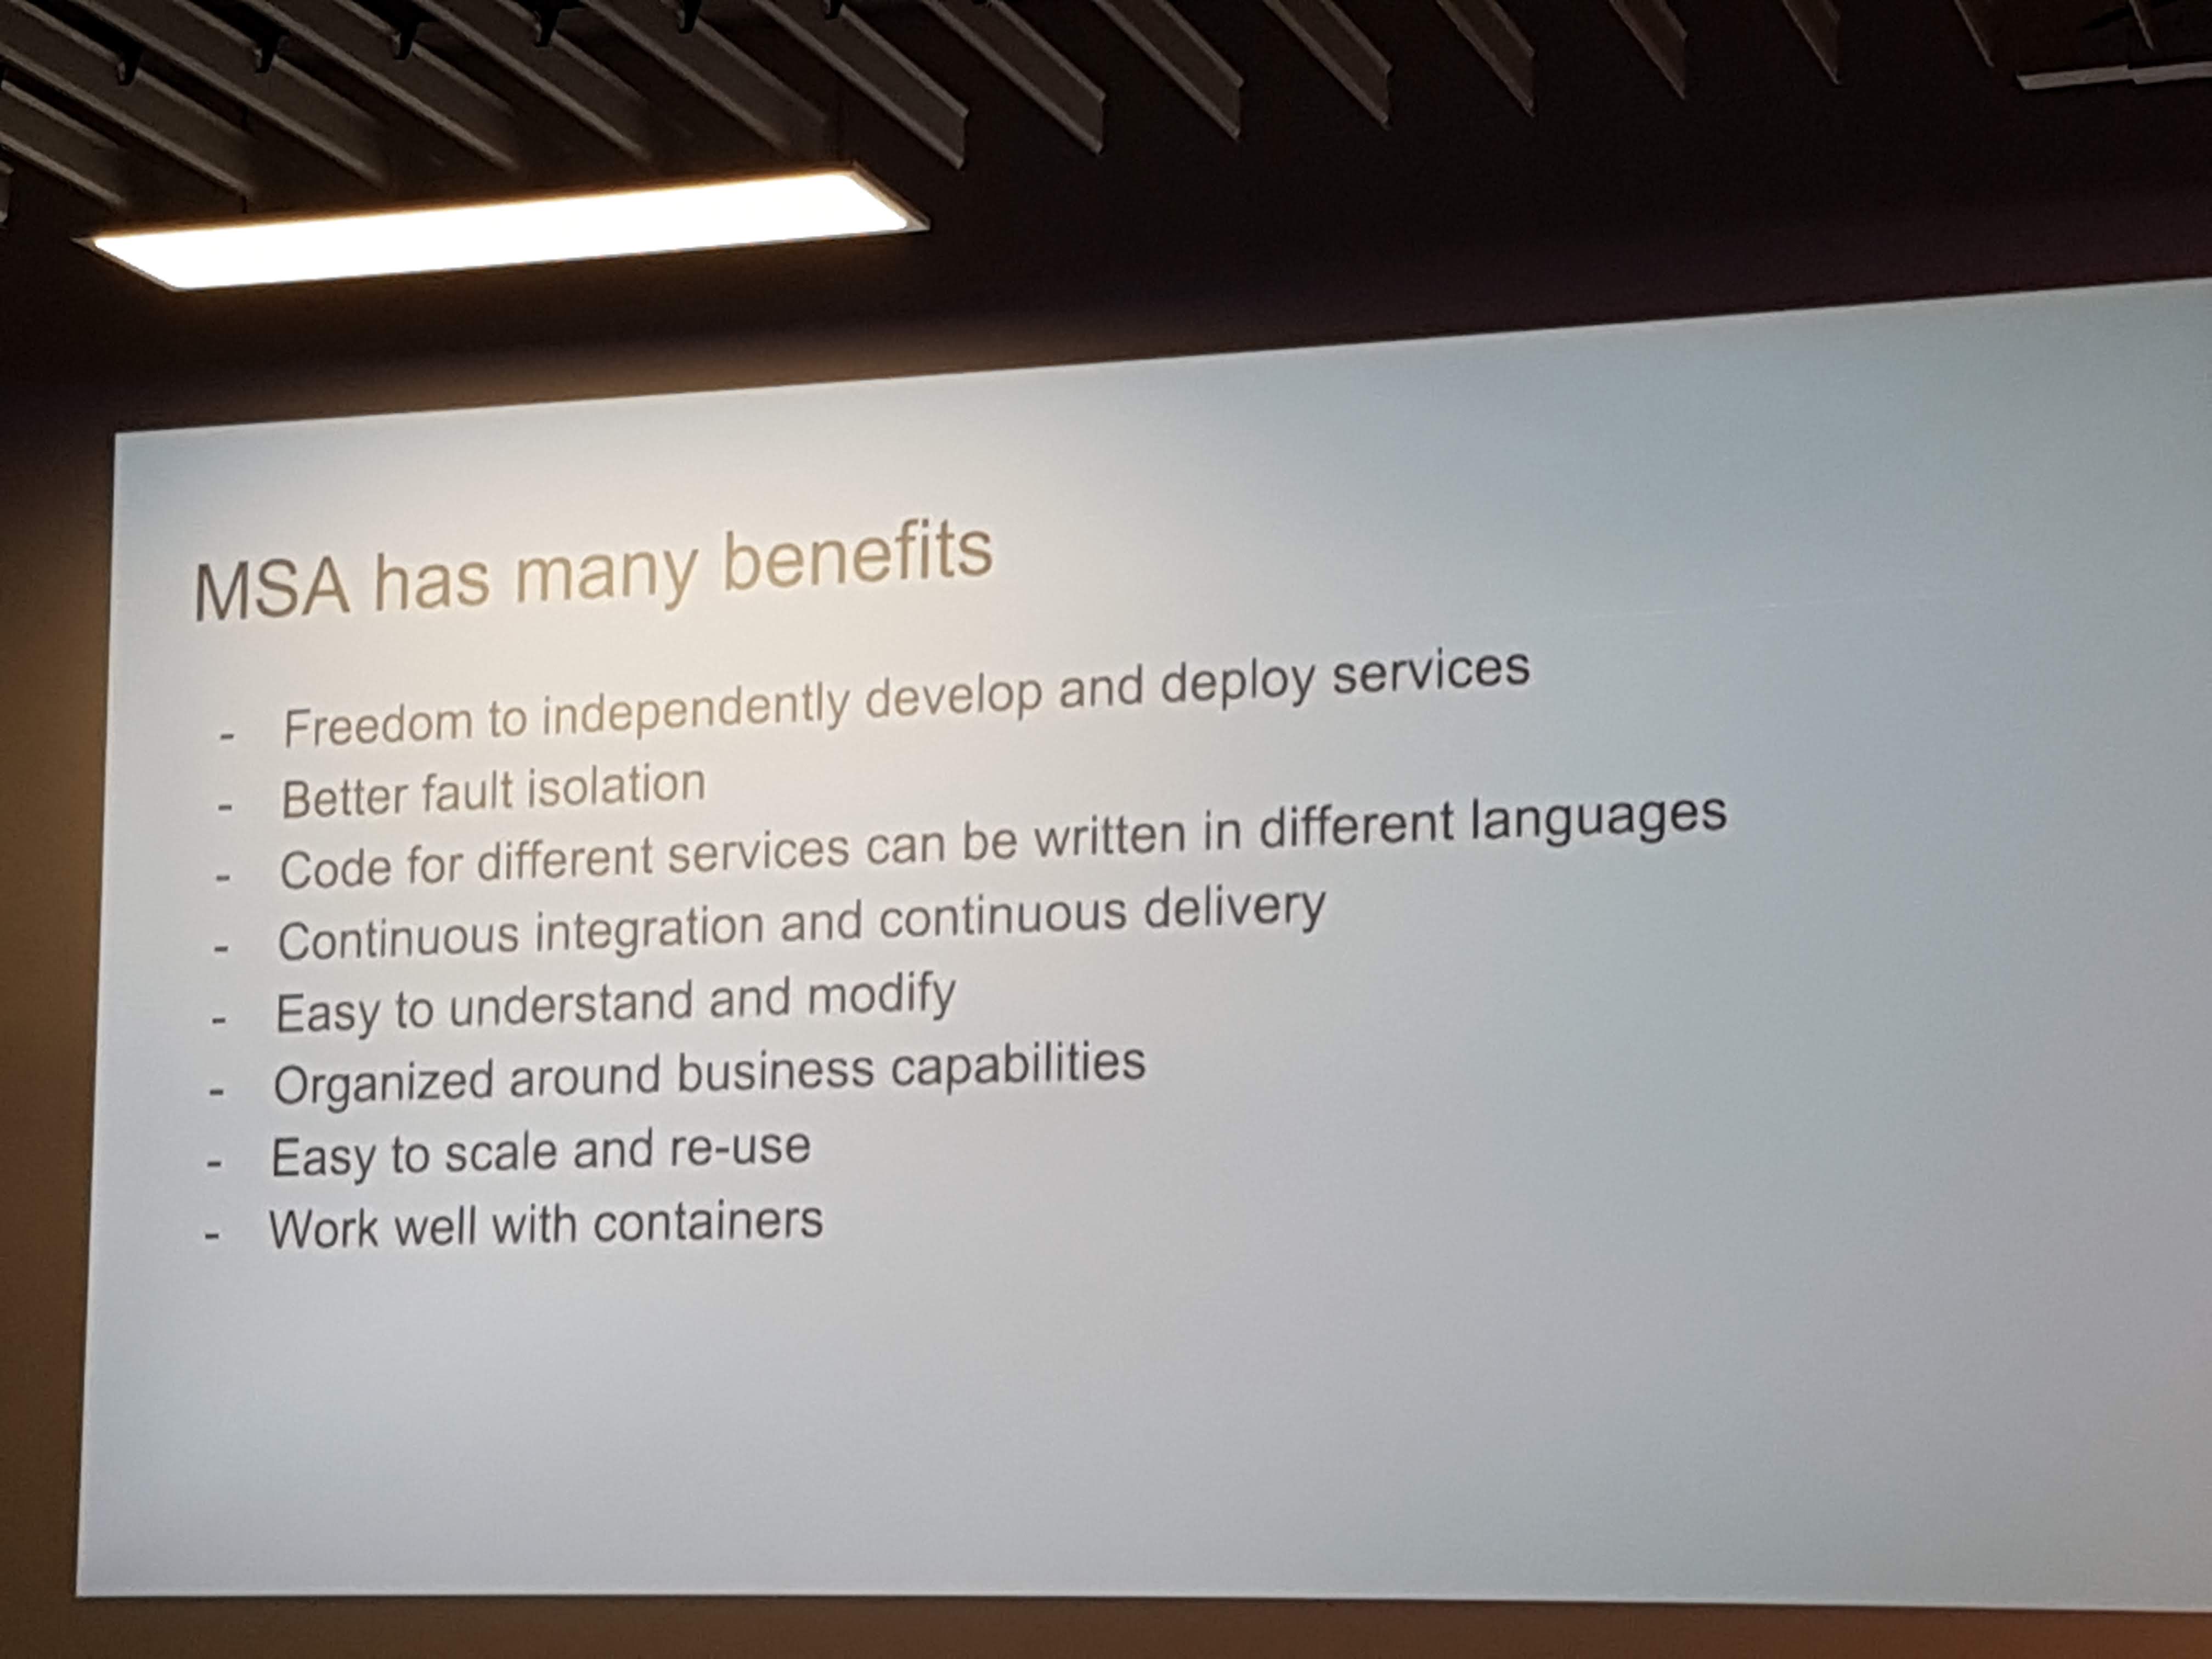 MSA has many benefits
- Freedom to independently develop and deploy services
- Better fault isolation
- Code for different services can be written in different languages
- Continuous integration and continuous delivery
- Easy to understand and modify
- Organized around business capabilities
- Easy to scale and re-use
- Work well with containers